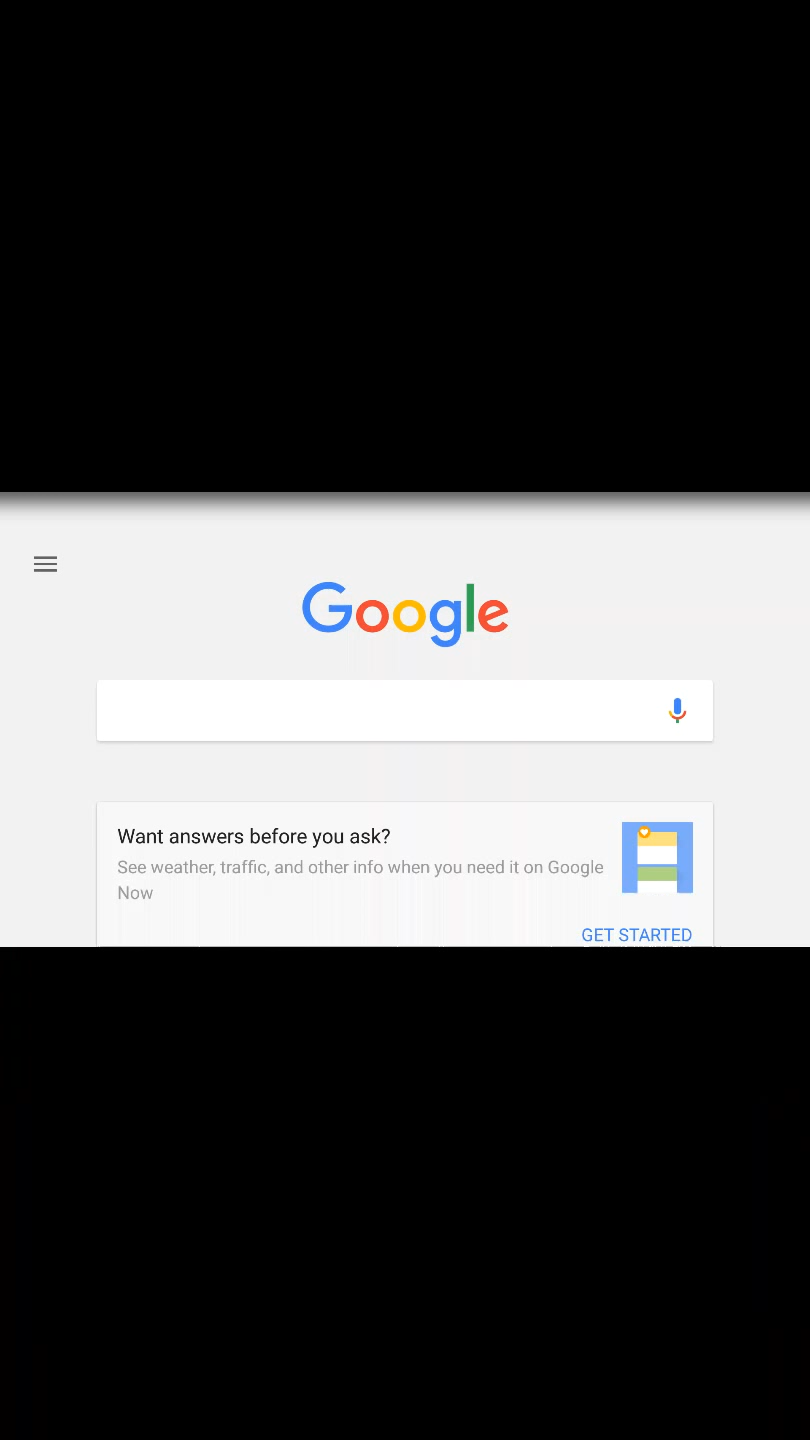 Google
Want answers before you ask?
See weather, traffic, and other info when you need it on Google
Now
GET STARTED